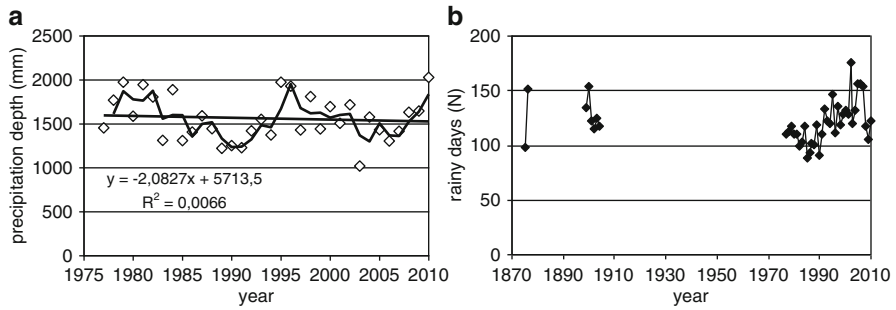 a
precipitation depth (mm)
2500
2000
1500
1000
500
0
y = -2,0827x + 5713,5
R² = 0,0066
1975 1980 1985 1990 1995 2000 2005 2010
year
b
rainy days (N)
200
150
100
50
0
1870 1890 1910 1930 1950 1970 1990 2010
year